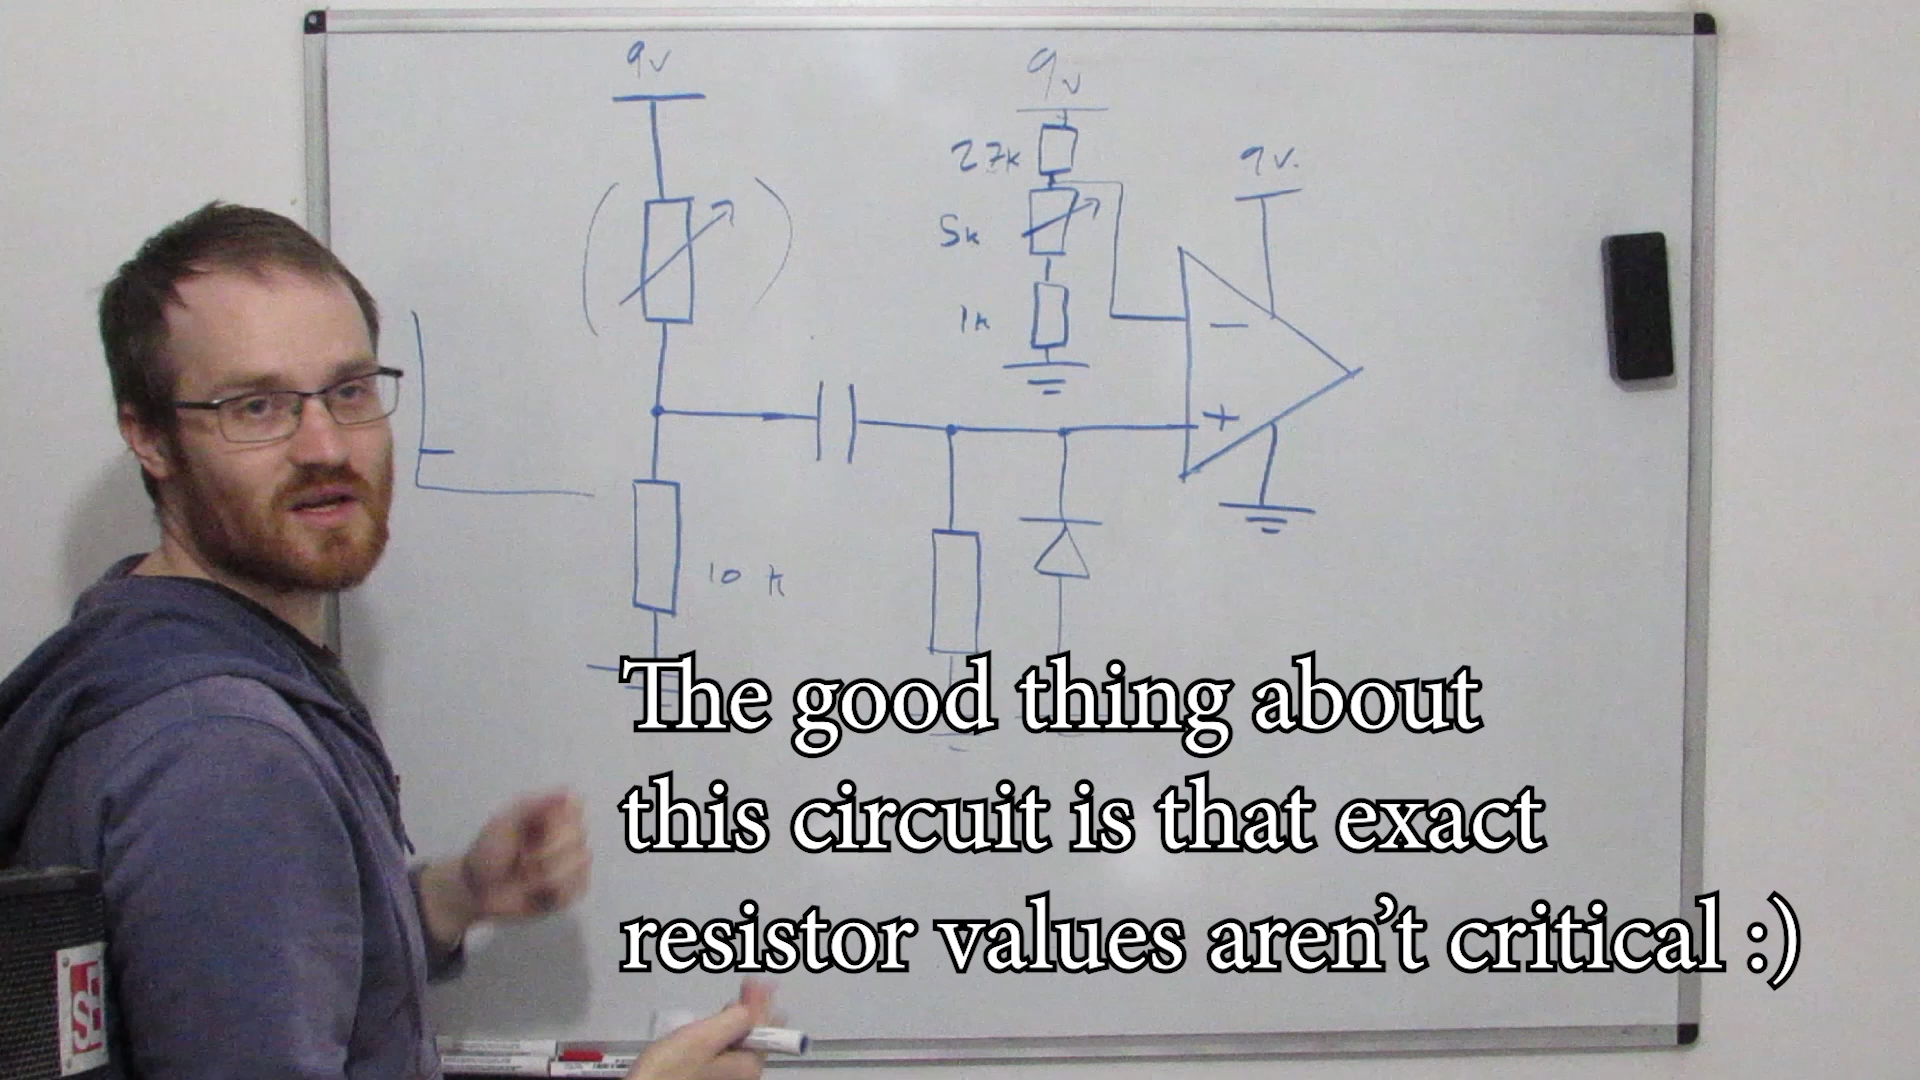 9v
9v
27k
9v.
5k
1k
−
+
10 k
The good thing about
this circuit is that exact
resistor values aren't critical :)
SE